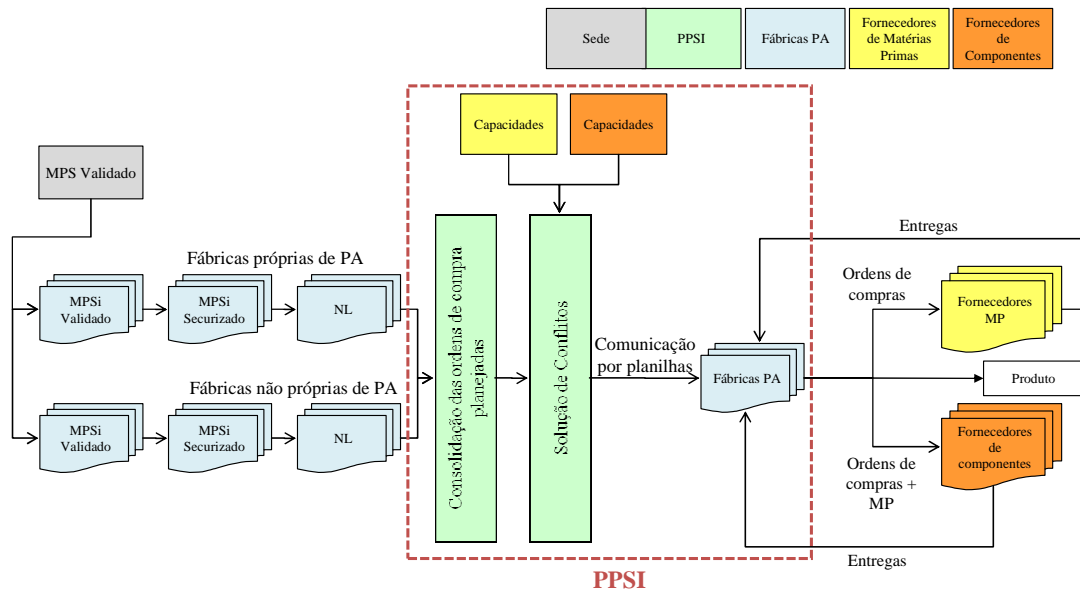 Sede
PPSI
Fábricas PA
Fornecedores
de Matérias
Primas
Fornecedores
de
Componentes
Capacidades
Capacidades
MPS Validado
Fábricas próprias de PA
MPSi
Validado
MPSi
Securizado
NL
Fábricas não próprias de PA
MPSi
Validado
MPSi
Securizado
NL
Consolidação das ordens de compra
planejadas
Solução de Conflitos
Comunicação
por planilhas
Fábricas PA
Entregas
Ordens de
compras
Fornecedores
MP
Produto
Fornecedores
de
componentes
Ordens de
compras +
MP
Entregas
PPSI